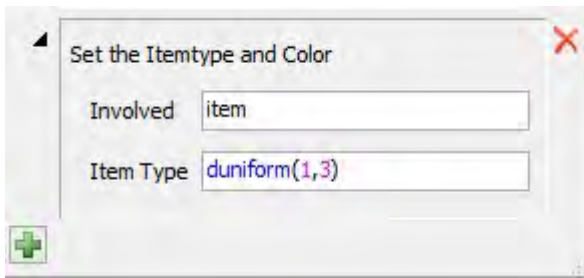 Set the Itemtype and Color
Involved item
Item Type duniform(1,3)